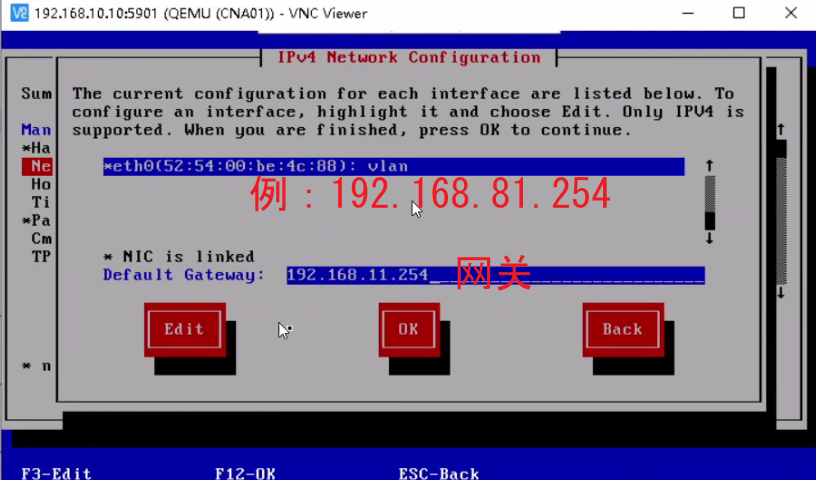 192.168.10.10:5901 (QEMU (CNA01)) - VNC Viewer
IPv4 Network Configuration
Sum
The current configuration for each interface are listed below. To
configure an interface, highlight it and choose Edit. Only IPV4 is
supported. When you are finished, press OK to continue.
Man
*Ha
Ne
Ho
Ti
*Pa
Cm
TP
*eth0(52:54:00:be:4c:88): vlan
例：192.168.81.254
* NIC is linked
Default Gateway: 192.168.11.254_ 网关
Edit OK Back
* n
F3-Edit F12-OK ESC-Back